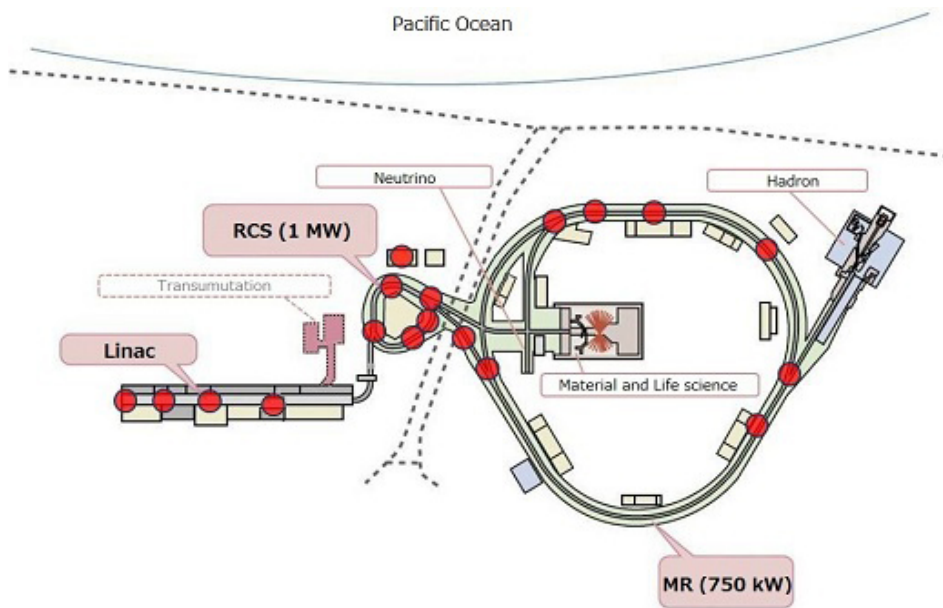 Pacific Ocean
Neutrino
Hadron
RCS (1 MW)
Transumutation
Linac
Material and Life science
MR (750 kW)